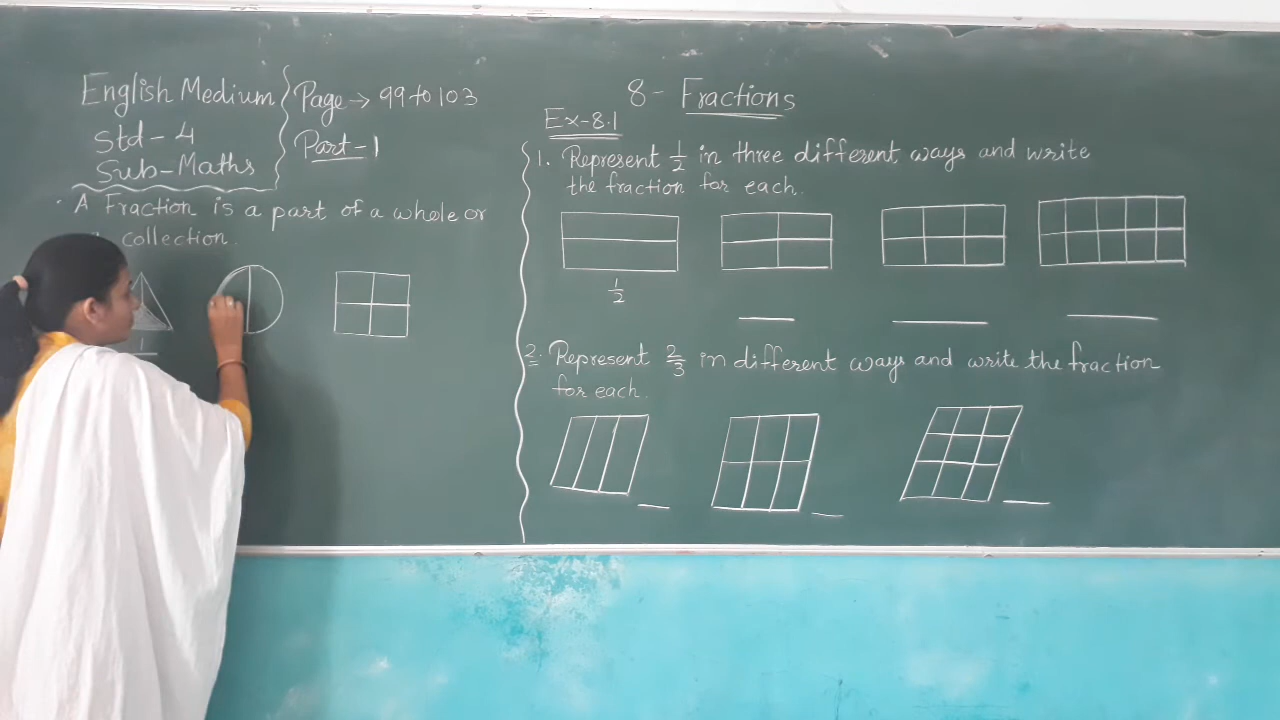 English Medium
Std - 4
Sub - Maths
Page → 99 to 103
Part - 1
• A Fraction is a part of a whole or
collection.
1
8 - Fractions
Ex - 8.1
1. Represent 1/2 in three different ways and write
the fraction for each.
1/2
2. Represent 2/3 in different ways and write the fraction
for each.